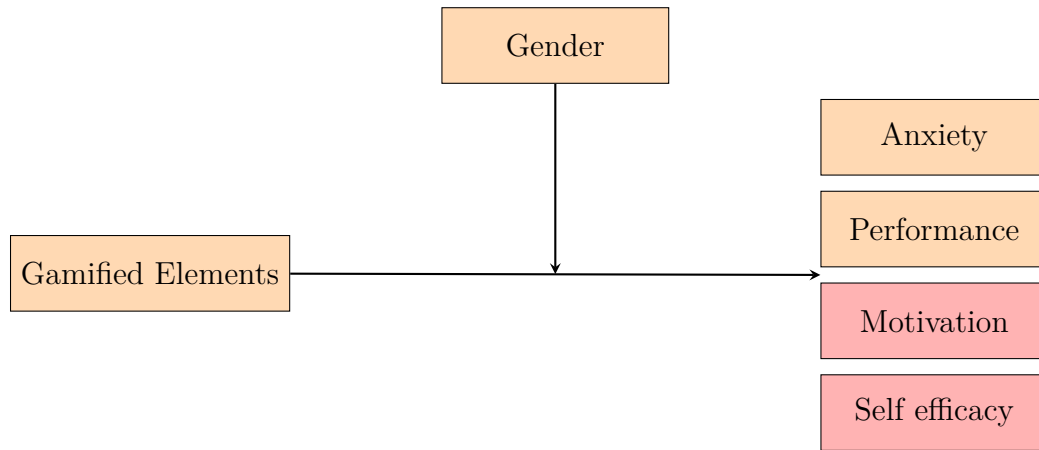 Gender
Anxiety
Performance
Gamified Elements
Motivation
Self efficacy